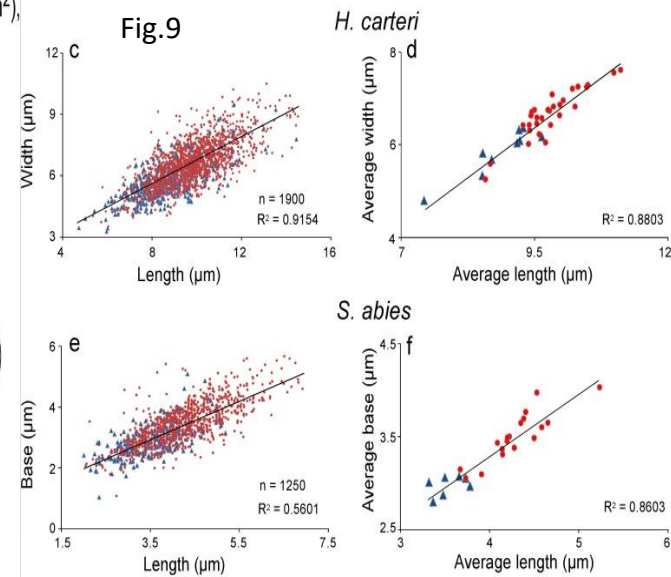 m²),
Fig.9
H. carteri
c
Width (µm)
12
9
6
3
4 8 12 16
Length (µm)
n = 1900
R² = 0.9154
d
Average width (µm)
8
6
4
7 9.5 12
Average length (µm)
R² = 0.8803
S. abies
e
Base (µm)
6
4
2
0
1.5 3.5 5.5 7.5
Length (µm)
n = 1250
R² = 0.5601
f
Average base (µm)
4.5
3.5
2.5
3 4 5 6
Average length (µm)
R² = 0.8603